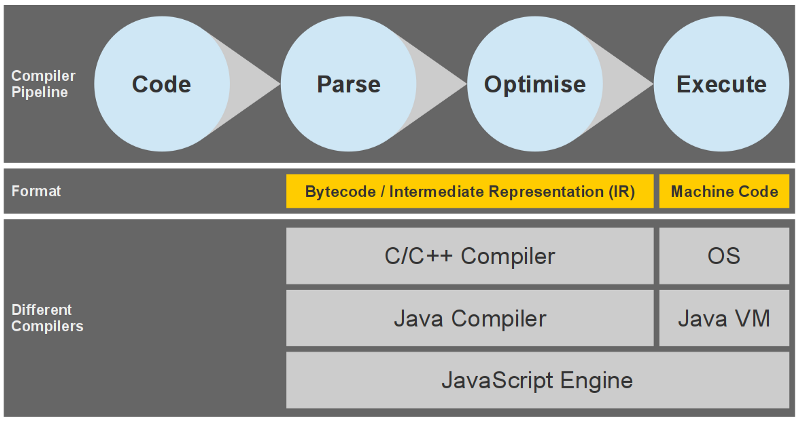 Compiler
Pipeline
Code
Parse
Optimise
Execute
Format
Bytecode / Intermediate Representation (IR)
Machine Code
Different
Compilers
C/C++ Compiler
OS
Java Compiler
Java VM
JavaScript Engine